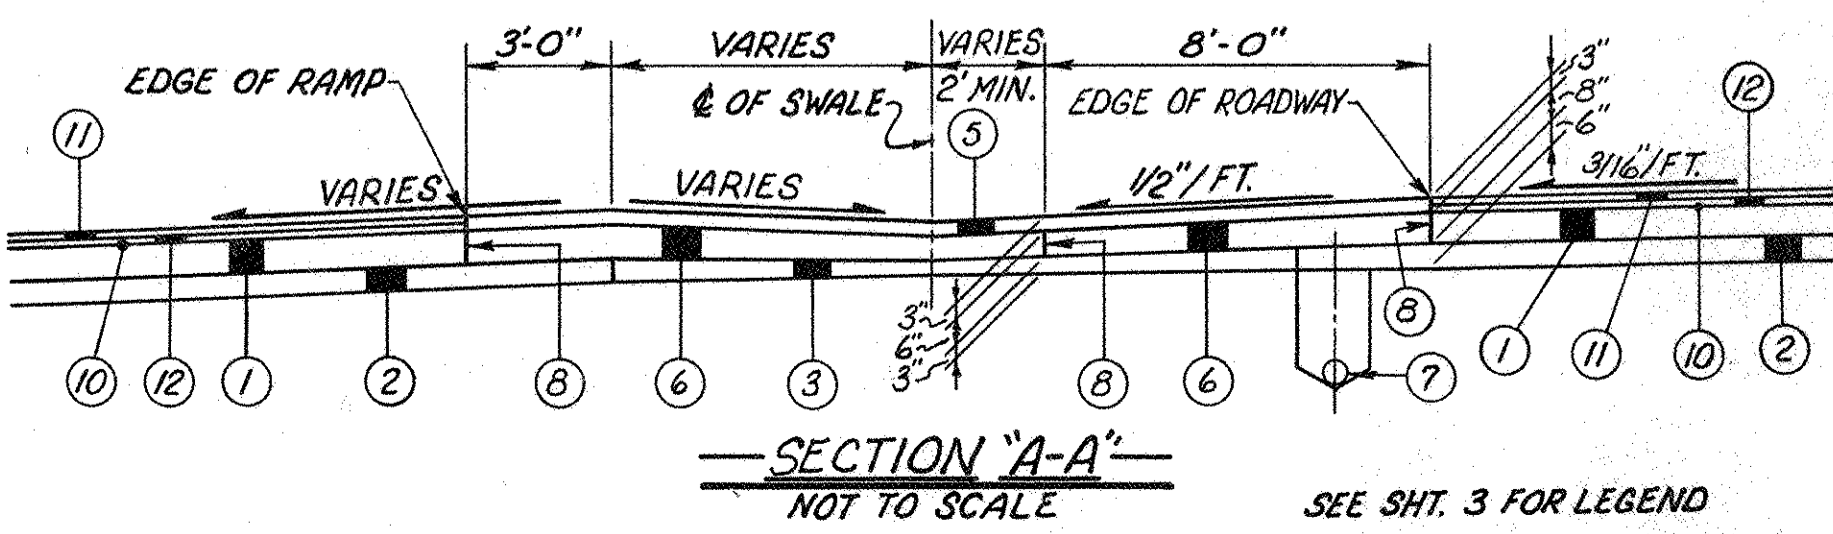 3'-0"
VARIES
VARIES
2' MIN.
8'-0"
3"
8"
6"
EDGE OF RAMP
℄ OF SWALE
EDGE OF ROADWAY
12
11
5
VARIES
VARIES
1/2"/FT.
3/16"/FT.
3"
6"
3"
8
10
12
1
2
8
6
3
8
6
7
1
11
10
2
SECTION "A-A"
NOT TO SCALE
SEE SHT. 3 FOR LEGEND